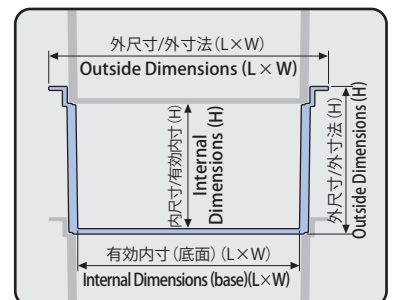 外尺寸/外寸法(L×W)
Outside Dimensions (L × W)
内尺寸/有効内寸(H)
Internal
Dimensions (H)
外尺寸/外寸法(H)
Outside Dimensions (H)
有効内寸(底面)(L×W)
Internal Dimensions (base)(L×W)